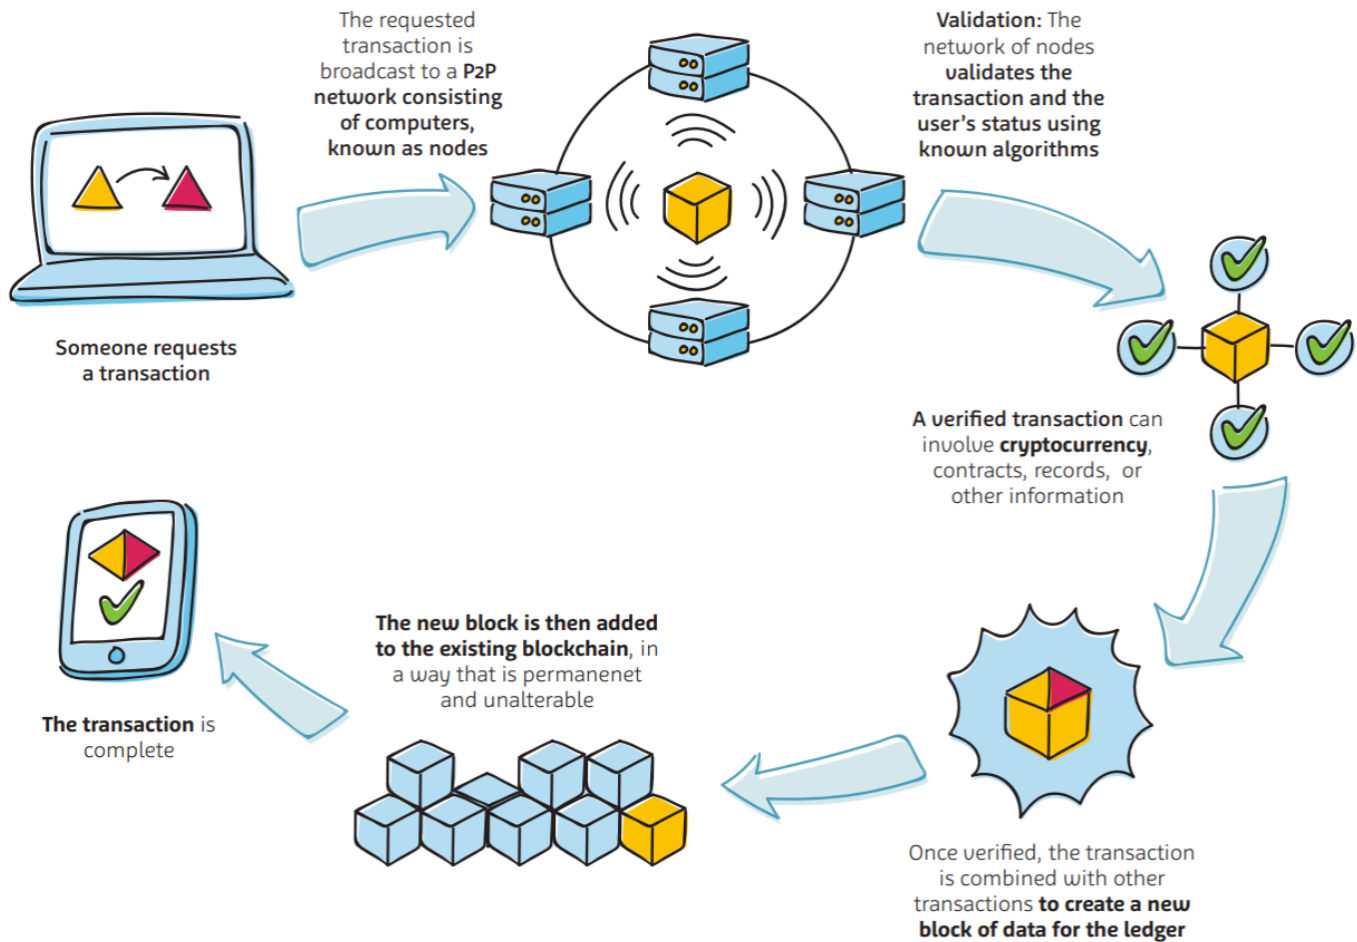 Someone requests
a transaction
The requested
transaction is
broadcast to a P2P
network consisting
of computers,
known as nodes
Validation: The
network of nodes
validates the
transaction and the
user's status using
known algorithms
A verified transaction can
involve cryptocurrency,
contracts, records, or
other information
Once verified, the transaction
is combined with other
transactions to create a new
block of data for the ledger
The new block is then added
to the existing blockchain, in
a way that is permanenet
and unalterable
The transaction is
complete